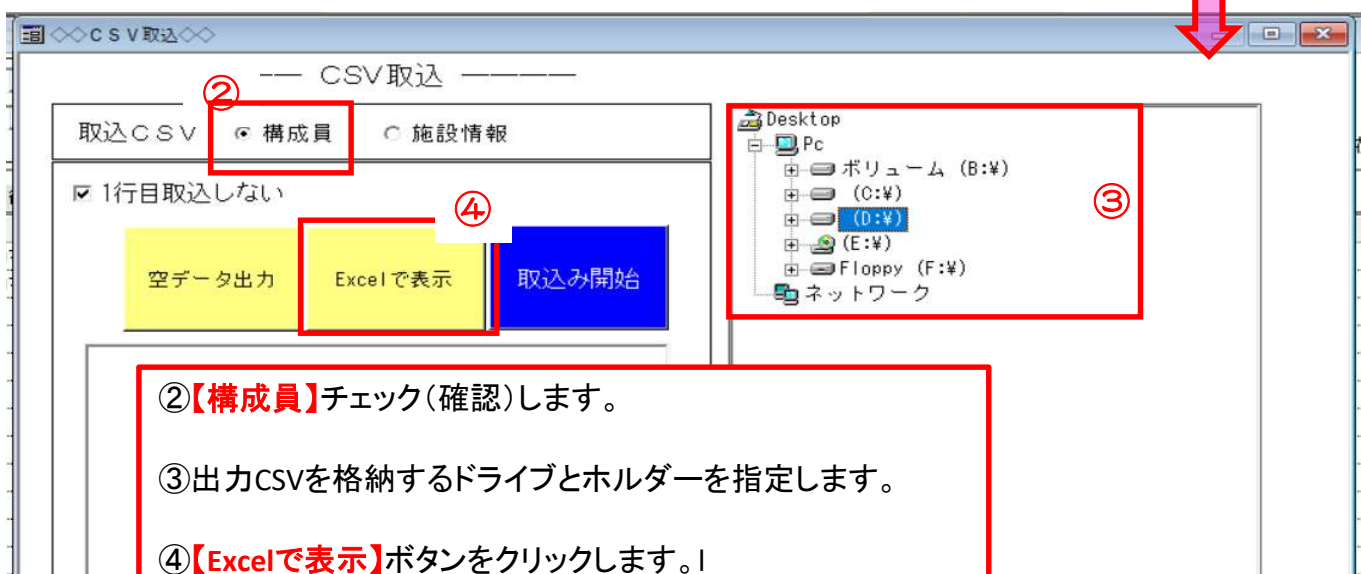 ◇◇ＣＳＶ取込◇◇
―― CSV取込 ――――
②
取込ＣＳＶ 構成員 施設情報
1行目取込しない
④
空データ出力 Excelで表示 取込み開始
Desktop
Pc
ボリューム (B:¥)
(C:¥)
(D:¥)
(E:¥)
Floppy (F:¥)
ネットワーク
③
②【構成員】チェック（確認）します。
③出力CSVを格納するドライブとホルダーを指定します。
④【Excelで表示】ボタンをクリックします。l